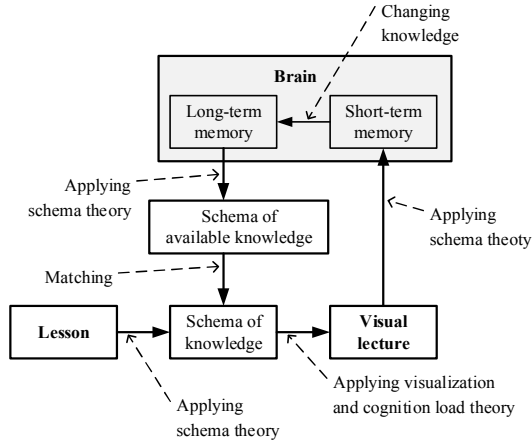 Changing
knowledge
Brain
Long-term
memory
Short-term
memory
Applying
schema theory
Schema of
available knowledge
Applying
schema theoty
Matching
Lesson
Schema of
knowledge
Visual
lecture
Applying
schema theory
Applying visualization
and cognition load theory